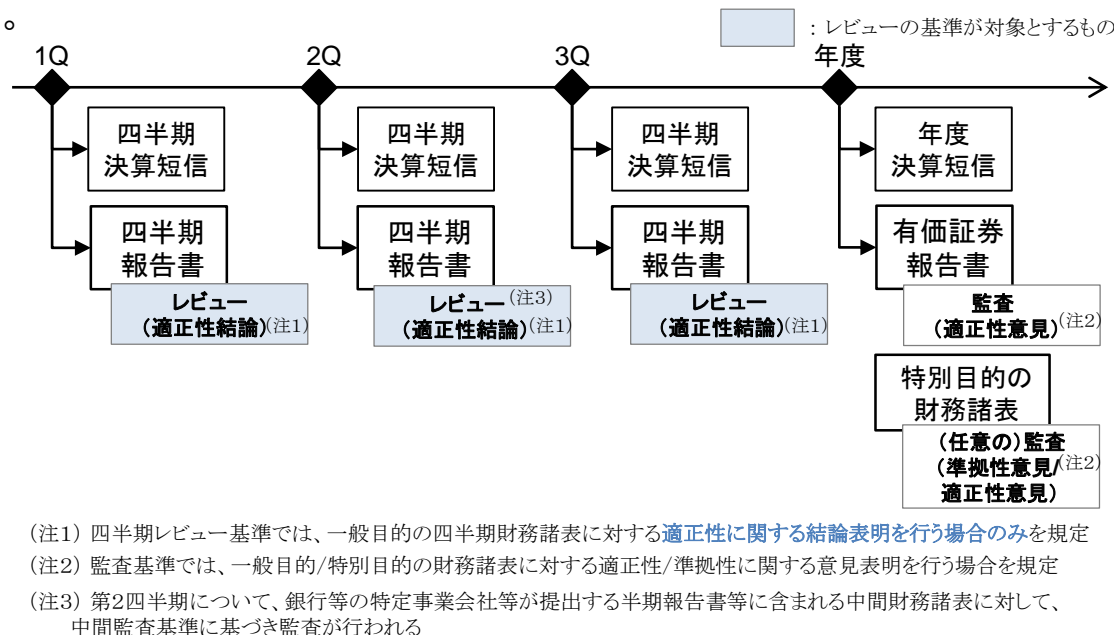 。
：レビューの基準が対象とするもの
1Q
2Q
3Q
年度
四半期
決算短信
四半期
決算短信
四半期
決算短信
年度
決算短信
四半期
報告書
四半期
報告書
四半期
報告書
有価証券
報告書
レビュー
(適正性結論)(注1)
レビュー(注3)
(適正性結論)(注1)
レビュー
(適正性結論)(注1)
監査
(適正性意見)(注2)
特別目的の
財務諸表
(任意の)監査
(準拠性意見/(注2)
適正性意見)
(注1) 四半期レビュー基準では、一般目的の四半期財務諸表に対する適正性に関する結論表明を行う場合のみを規定
(注2) 監査基準では、一般目的/特別目的の財務諸表に対する適正性/準拠性に関する意見表明を行う場合を規定
(注3) 第2四半期について、銀行等の特定事業会社等が提出する半期報告書等に含まれる中間財務諸表に対して、
中間監査基準に基づき監査が行われる